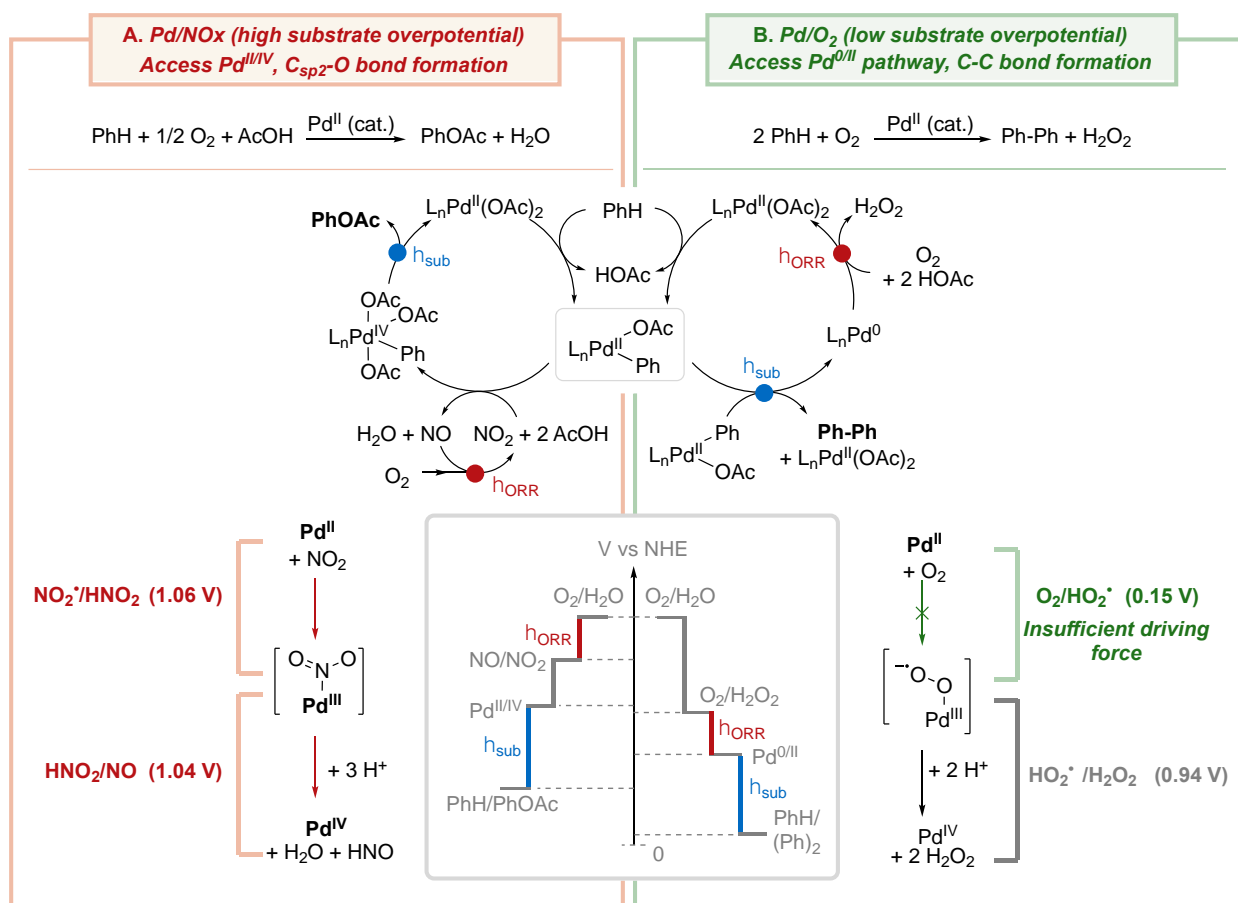 A. Pd/NOx (high substrate overpotential)
Access Pd^II/IV, C_sp2-O bond formation
PhH + 1/2 O₂ + AcOH
Pd^II (cat.)
PhOAc + H₂O
B. Pd/O₂ (low substrate overpotential)
Access Pd^0/II pathway, C-C bond formation
2 PhH + O₂
Pd^II (cat.)
Ph-Ph + H₂O₂
PhOAc
LₙPd^II(OAc)₂
PhH
LₙPd^II(OAc)₂
H₂O₂
h_sub
HOAc
h_ORR
O₂
+ 2 HOAc
OAc
OAc
LₙPd^IV
Ph
OAc
OAc
LₙPd^II
Ph
LₙPd^0
h_sub
H₂O + NO
NO₂ + 2 AcOH
O₂
h_ORR
Ph
LₙPd^II
OAc
Ph-Ph
+ LₙPd^II(OAc)₂
Pd^II
+ NO₂
NO₂•/HNO₂ (1.06 V)
O
N
O
Pd^III
HNO₂/NO (1.04 V)
+ 3 H⁺
Pd^IV
+ H₂O + HNO
V vs NHE
O₂/H₂O
O₂/H₂O
h_ORR
NO/NO₂
O₂/H₂O₂
Pd^II/IV
h_ORR
Pd^0/II
h_sub
h_sub
PhH/PhOAc
PhH/
(Ph)₂
0
Pd^II
+ O₂
O₂/HO₂• (0.15 V)
Insufficient driving
force
−•O
O
Pd^III
+ 2 H⁺
HO₂• /H₂O₂ (0.94 V)
Pd^IV
+ 2 H₂O₂